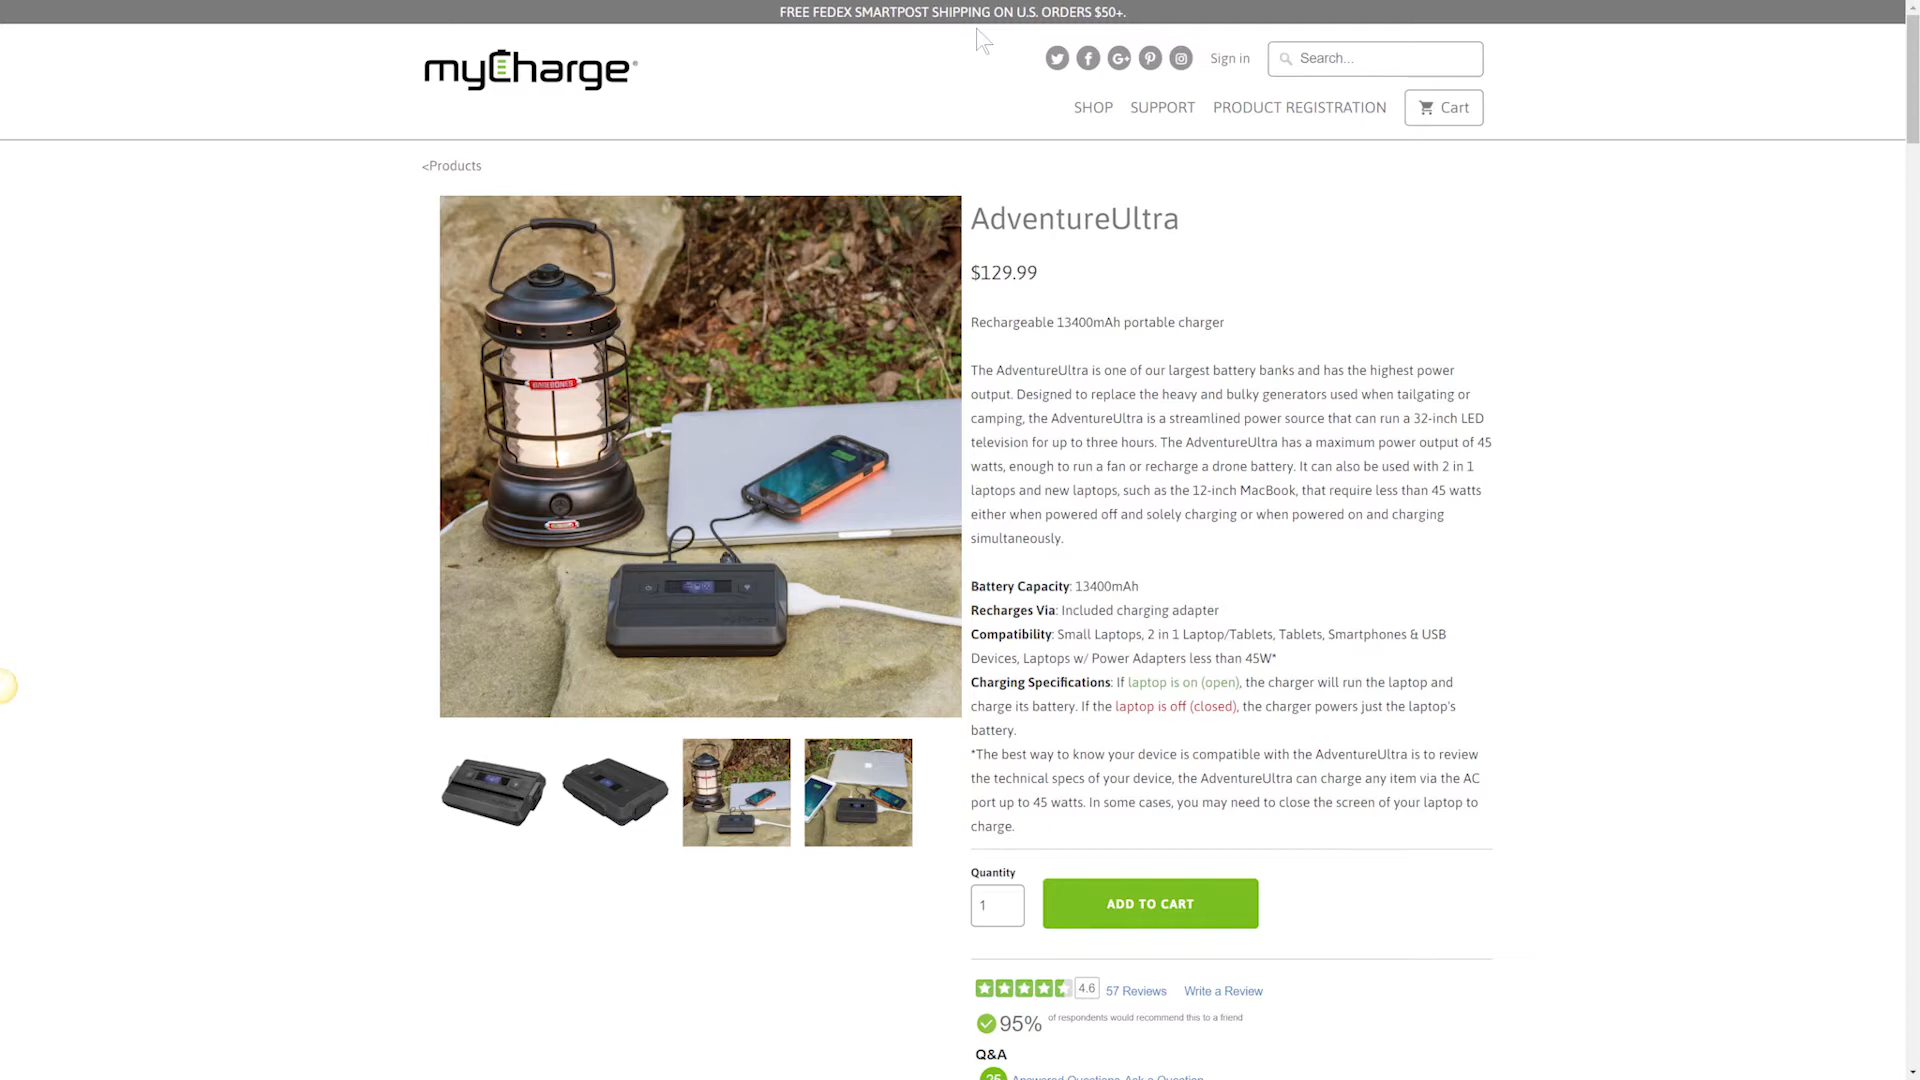 FREE FEDEX SMARTPOST SHIPPING ON U.S. ORDERS $50+.
myCharge®
Sign in
Search...
SHOP SUPPORT PRODUCT REGISTRATION Cart
<Products
AdventureUltra
$129.99
Rechargeable 13400mAh portable charger
The AdventureUltra is one of our largest battery banks and has the highest power
output. Designed to replace the heavy and bulky generators used when tailgating or
camping, the AdventureUltra is a streamlined power source that can run a 32-inch LED
television for up to three hours. The AdventureUltra has a maximum power output of 45
watts, enough to run a fan or recharge a drone battery. It can also be used with 2 in 1
laptops and new laptops, such as the 12-inch MacBook, that require less than 45 watts
either when powered off and solely charging or when powered on and charging
simultaneously.
Battery Capacity: 13400mAh
Recharges Via: Included charging adapter
Compatibility: Small Laptops, 2 in 1 Laptop/Tablets, Tablets, Smartphones & USB
Devices, Laptops w/ Power Adapters less than 45W*
Charging Specifications: If laptop is on (open), the charger will run the laptop and
charge its battery. If the laptop is off (closed), the charger powers just the laptop's
battery.
*The best way to know your device is compatible with the AdventureUltra is to review
the technical specs of your device, the AdventureUltra can charge any item via the AC
port up to 45 watts. In some cases, you may need to close the screen of your laptop to
charge.
Quantity
1
ADD TO CART
4.6 57 Reviews Write a Review
95% of respondents would recommend this to a friend
Q&A
Answered Questions Ask a Question
BAREBONES